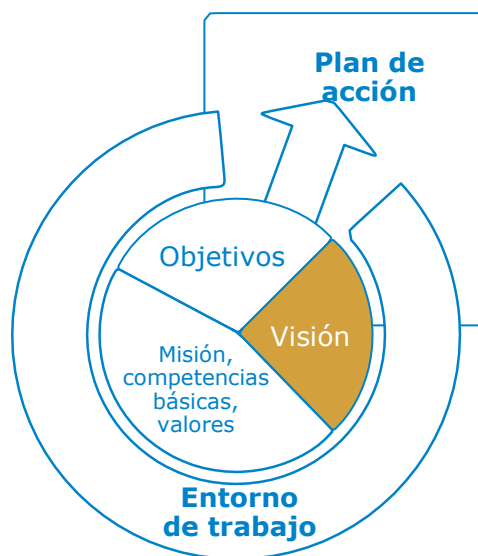 Plan de
acción
Objetivos
Visión
Misión,
competencias
básicas,
valores
Entorno
de trabajo